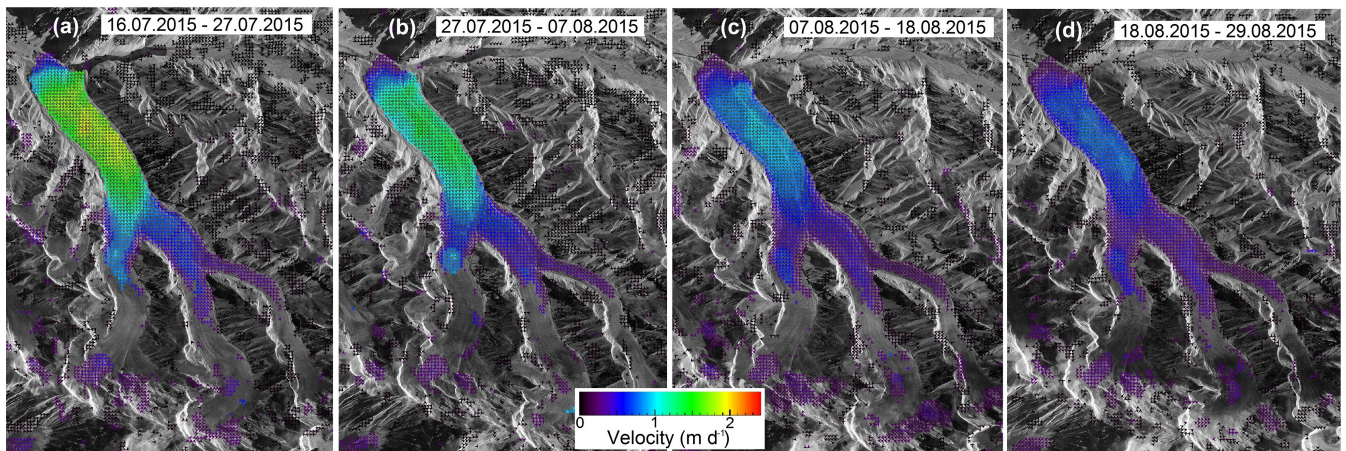 (a) 16.07.2015 - 27.07.2015
(b) 27.07.2015 - 07.08.2015
(c) 07.08.2015 - 18.08.2015
(d) 18.08.2015 - 29.08.2015
0 1 2
Velocity (m d⁻¹)